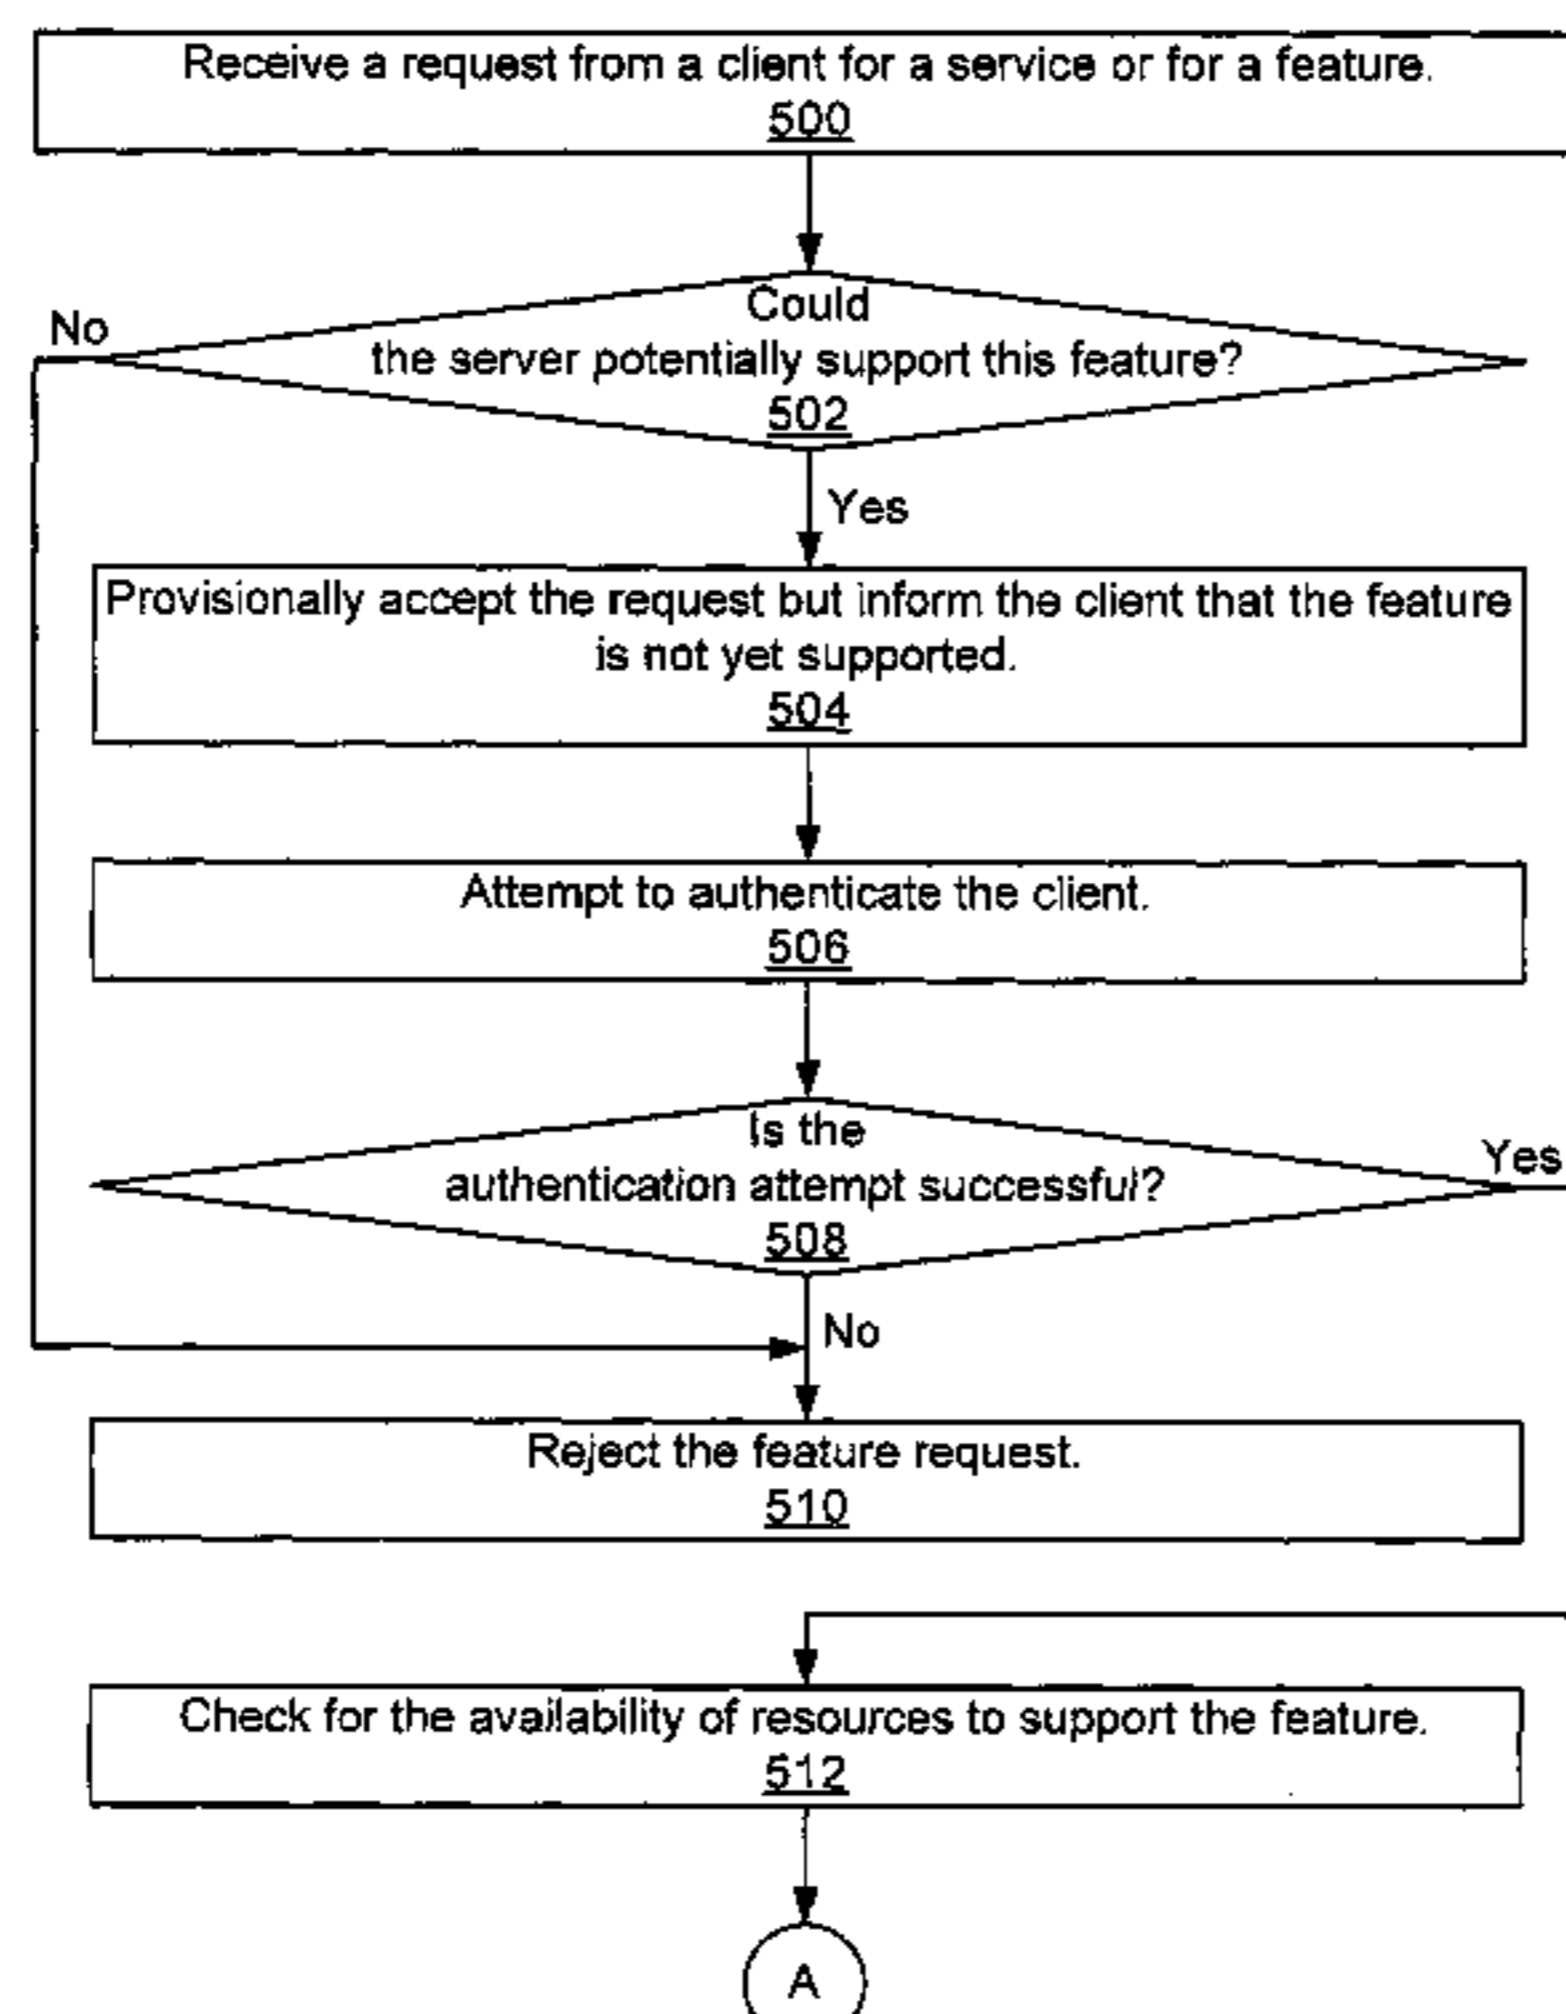 Receive a request from a client for a service or for a feature.
500
Could
the server potentially support this feature?
502
No
Yes
Provisionally accept the request but inform the client that the feature
is not yet supported.
504
Attempt to authenticate the client.
506
Is the
authentication attempt successful?
508
Yes
No
Reject the feature request.
510
Check for the availability of resources to support the feature.
512
A